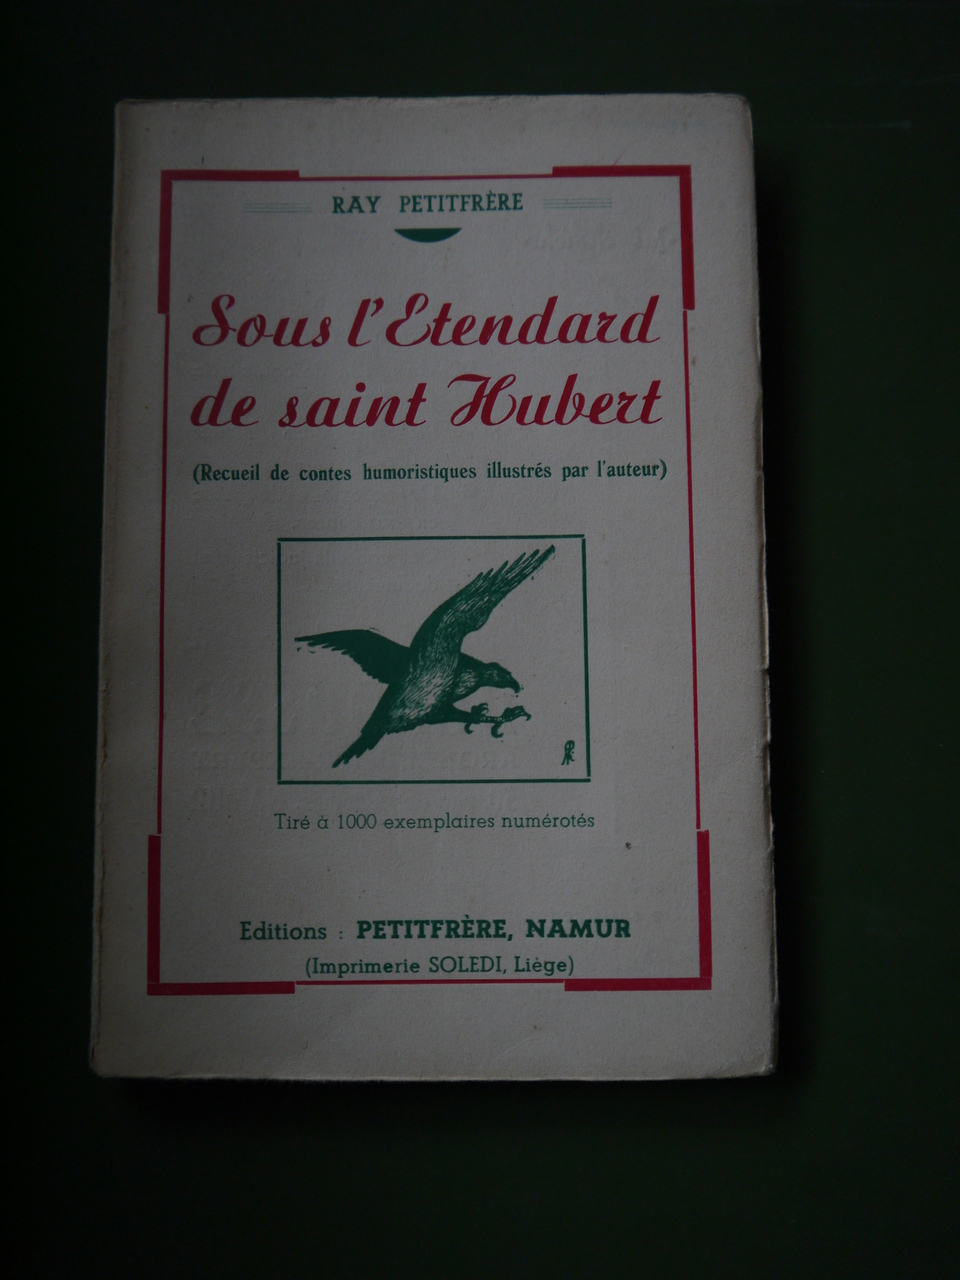 RAY PETITFRÈRE
Sous l'Etendard
de saint Hubert
(Recueil de contes humoristiques illustrés par l'auteur)
Tiré à 1000 exemplaires numérotés
Editions : PETITFRÈRE, NAMUR
(Imprimerie SOLEDI, Liège)